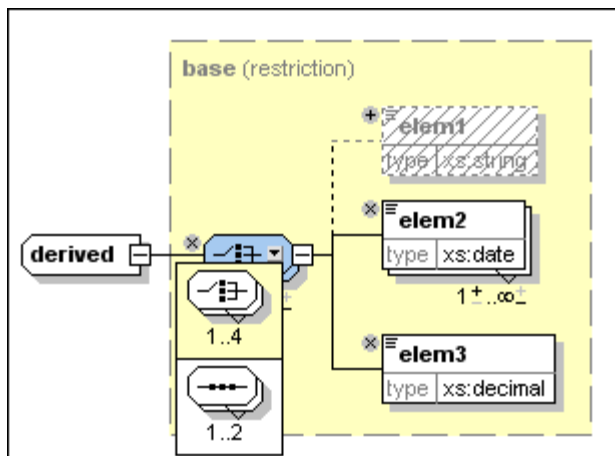 base (restriction)
elem1
type xs:string
elem2
type xs:date
1..∞
derived
1..4
elem3
type xs:decimal
1..2